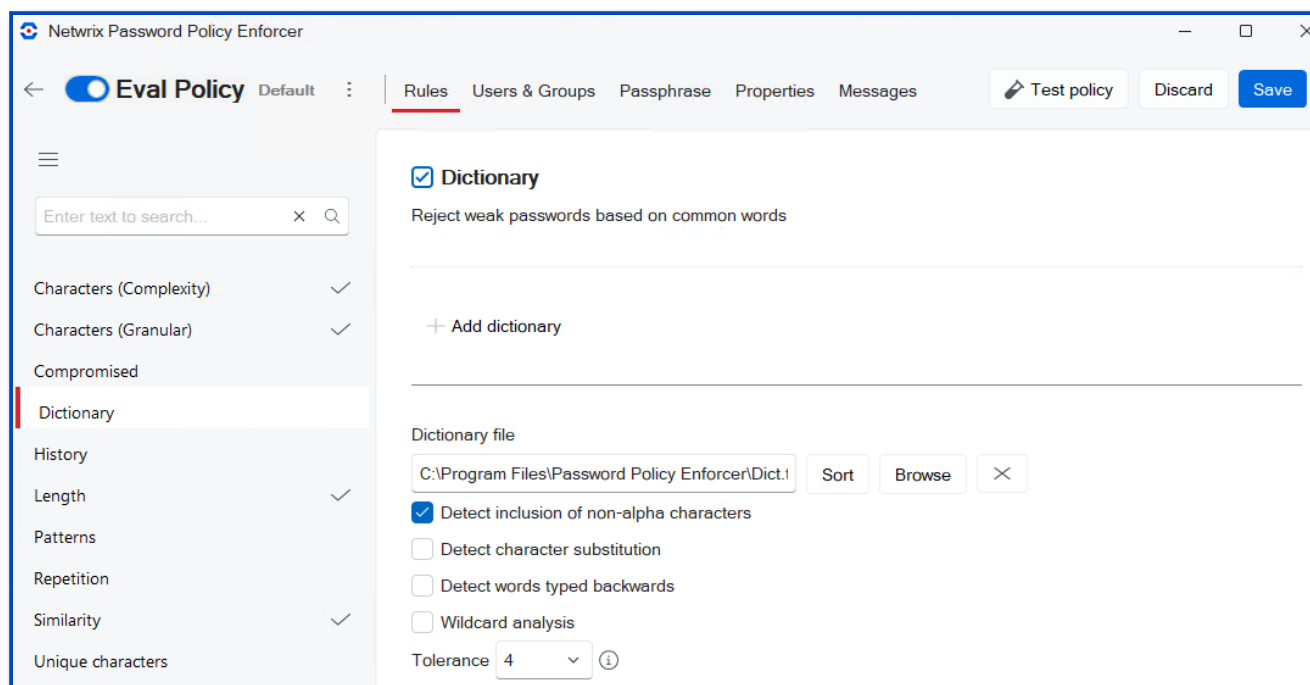 Netwrix Password Policy Enforcer
Eval Policy Default Rules Users & Groups Passphrase Properties Messages Test policy Discard Save
Enter text to search...
Characters (Complexity)
Characters (Granular)
Compromised
Dictionary
History
Length
Patterns
Repetition
Similarity
Unique characters
Dictionary
Reject weak passwords based on common words
Add dictionary
Dictionary file
C:\Program Files\Password Policy Enforcer\Dict.t Sort Browse
Detect inclusion of non-alpha characters
Detect character substitution
Detect words typed backwards
Wildcard analysis
Tolerance 4